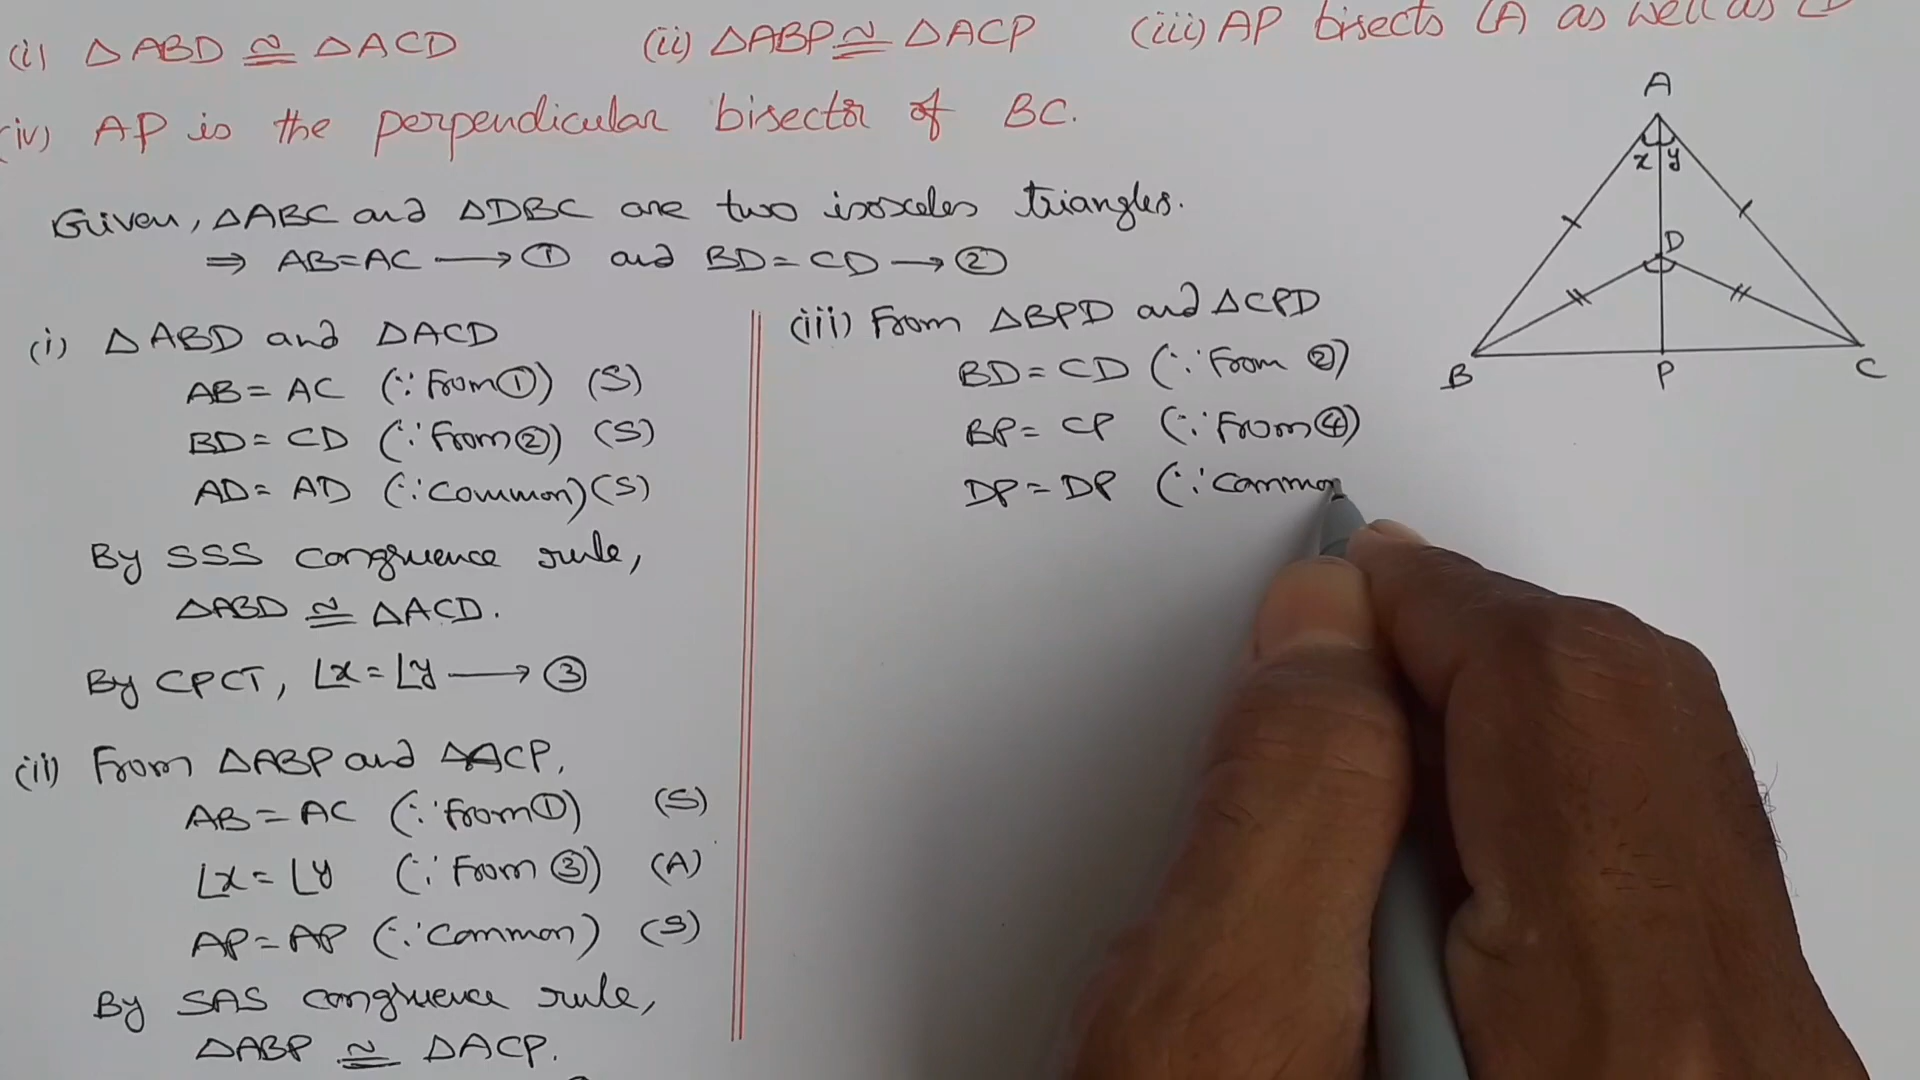 (i) △ABD ≅ △ACD (ii) △ABP ≅ △ACP (iii) AP bisects ∠A as well as ∠D
(iv) AP is the perpendicular bisector of BC.
Given, △ABC and △DBC are two isosceles triangles.
⇒ AB=AC ⟶ ① and BD=CD → ②
(i) △ABD and △ACD
AB = AC (∵ From ①) (S)
BD = CD (∵ From ②) (S)
AD = AD (∵ Common) (S)
By SSS congruence rule,
△ABD ≅ △ACD.
By CPCT, ∠x = ∠y ⟶ ③
(ii) From △ABP and △ACP,
AB = AC (∵ From ①) (S)
∠x = ∠y (∵ From ③) (A)
AP = AP (∵ Common) (S)
By SAS congruence rule,
△ABP ≅ △ACP.
(iii) From △BPD and △CPD
BD = CD (∵ From ②)
BP = CP (∵ From ④)
DP = DP (∵ Commo
A
x y
D
B P C